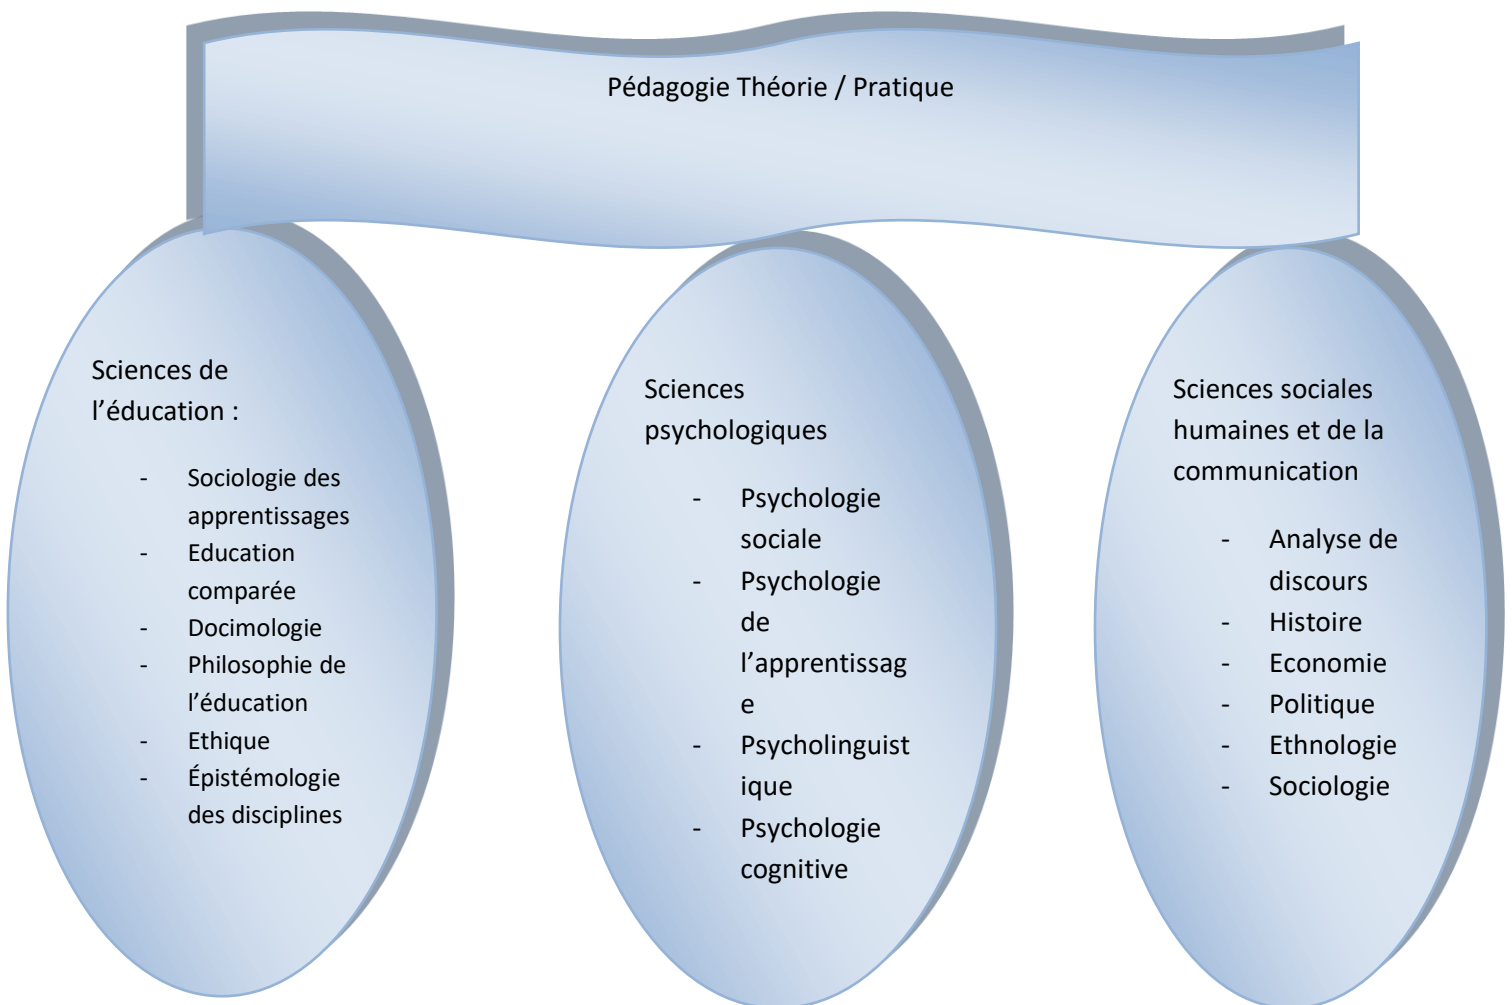 Pédagogie Théorie / Pratique
Sciences de
l’éducation :
- Sociologie des
apprentissages
- Education
comparée
- Docimologie
- Philosophie de
l’éducation
- Ethique
- Épistémologie
des disciplines
Sciences
psychologiques
- Psychologie
sociale
- Psychologie
de
l’apprentissag
e
- Psycholinguist
ique
- Psychologie
cognitive
Sciences sociales
humaines et de la
communication
- Analyse de
discours
- Histoire
- Economie
- Politique
- Ethnologie
- Sociologie